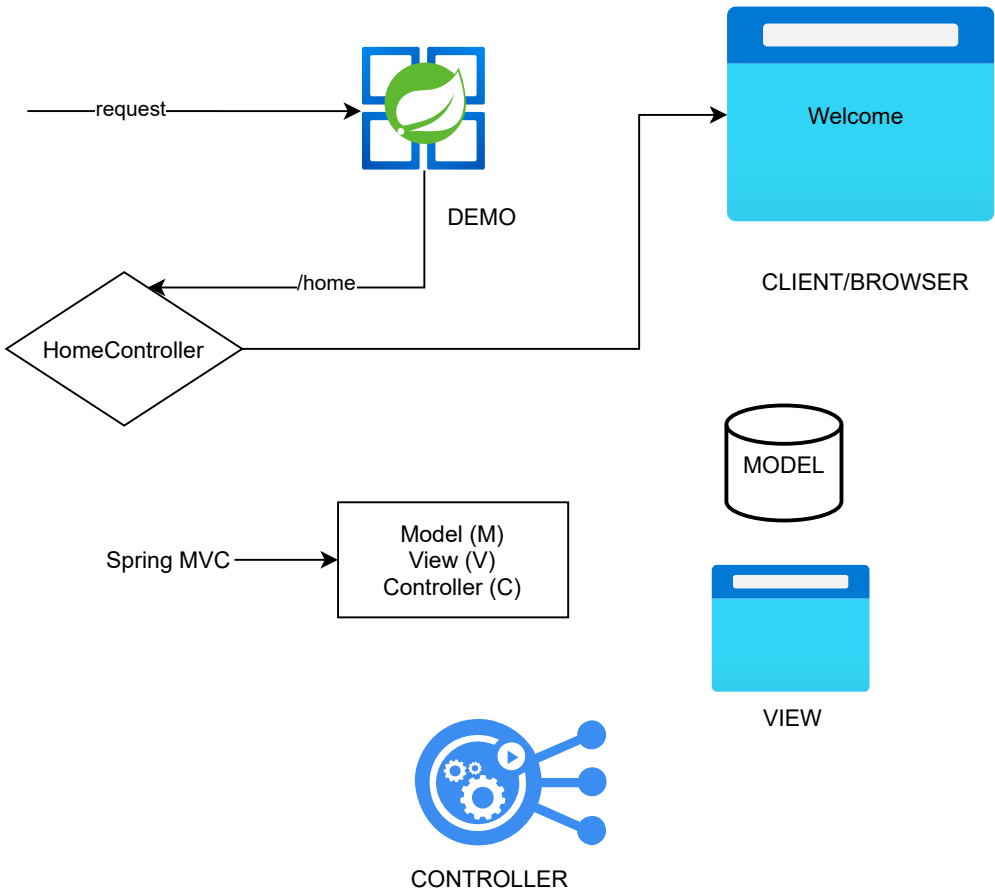 request
Welcome
DEMO
CLIENT/BROWSER
/home
HomeController
MODEL
Spring MVC
Model (M)
View (V)
Controller (C)
VIEW
CONTROLLER